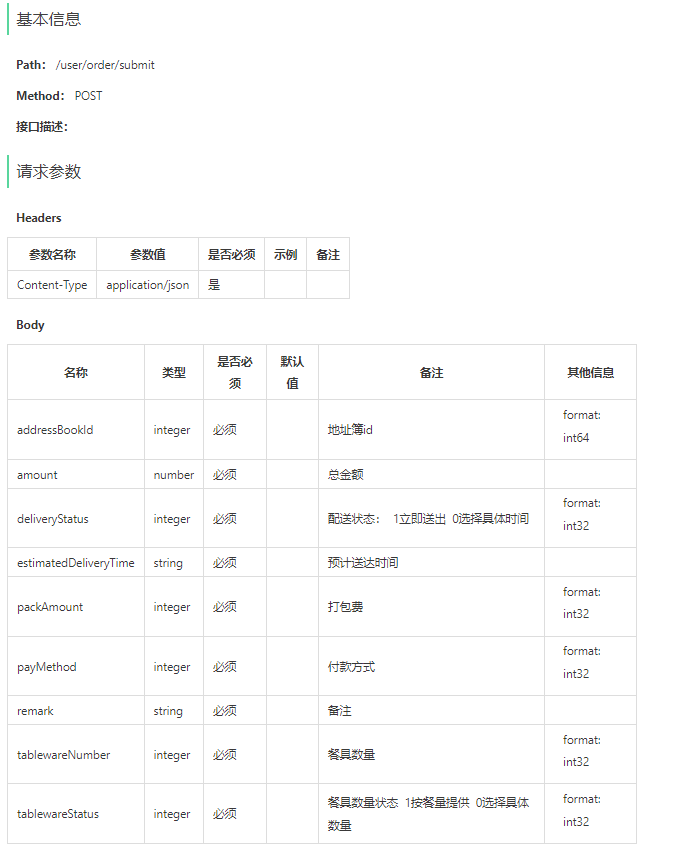 基本信息
Path： /user/order/submit
Method： POST
接口描述：
请求参数
Headers
参数名称 参数值 是否必须 示例 备注
Content-Type application/json 是
Body
名称 类型 是否必须 默认值 备注 其他信息
addressBookId integer 必须 地址簿id format: int64
amount number 必须 总金额
deliveryStatus integer 必须 配送状态： 1立即送出 0选择具体时间 format: int32
estimatedDeliveryTime string 必须 预计送达时间
packAmount integer 必须 打包费 format: int32
payMethod integer 必须 付款方式 format: int32
remark string 必须 备注
tablewareNumber integer 必须 餐具数量 format: int32
tablewareStatus integer 必须 餐具数量状态 1按餐量提供 0选择具体数量 format: int32